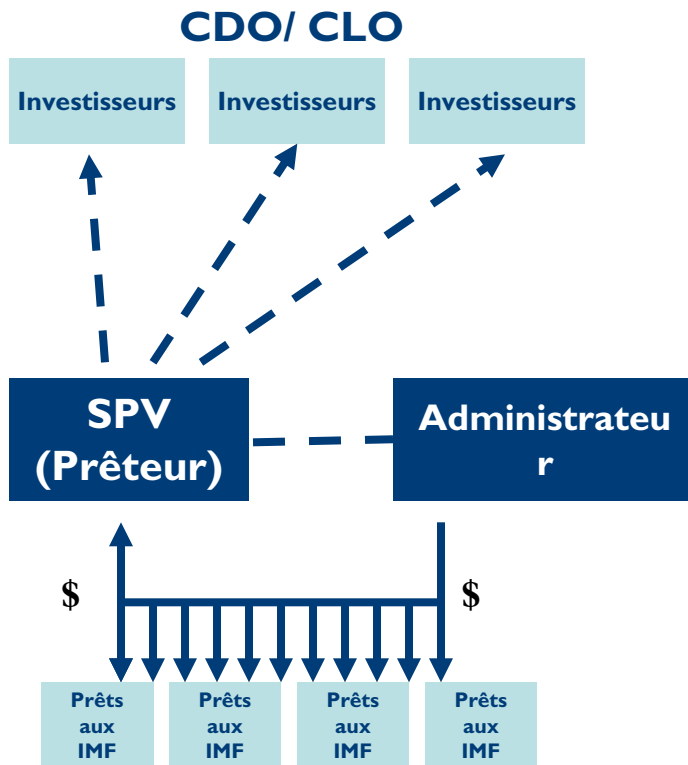 CDO/ CLO
Investisseurs
Investisseurs
Investisseurs
SPV
(Prêteur)
Administrateu
r
$
$
Prêts
aux
IMF
Prêts
aux
IMF
Prêts
aux
IMF
Prêts
aux
IMF